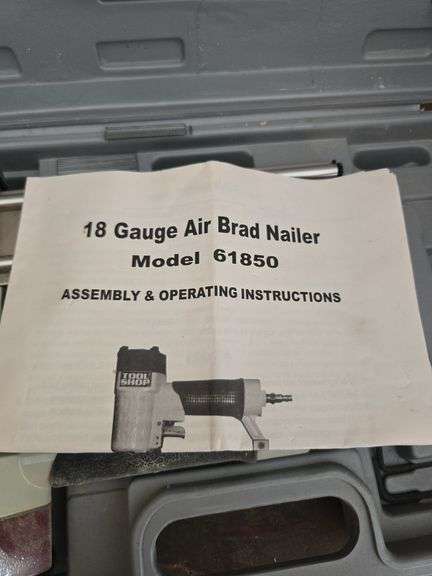 18 Gauge Air Brad Nailer
Model 61850
ASSEMBLY & OPERATING INSTRUCTIONS
TOOL
SHOP